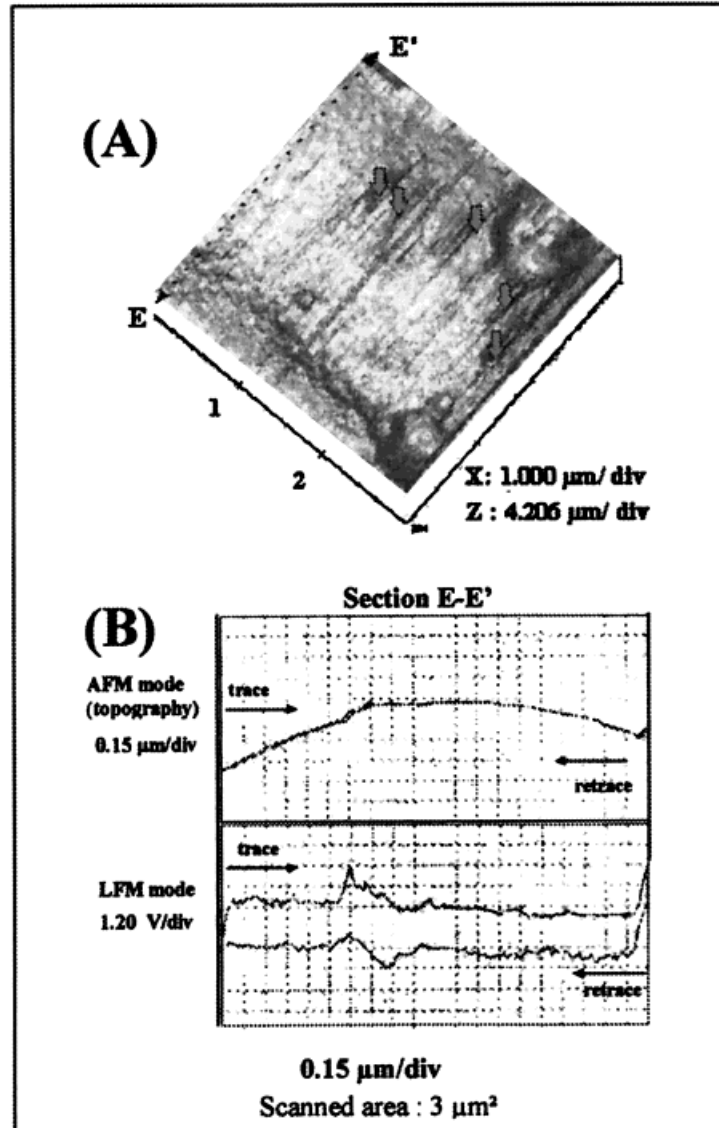 E'
(A)
E
1
2
X: 1.000 µm/ div
Z : 4.206 µm/ div
Section E-E’
(B)
AFM mode
(topography)
0.15 µm/div
trace
retrace
trace
LFM mode
1.20 V/div
retrace
0.15 µm/div
Scanned area : 3 µm²